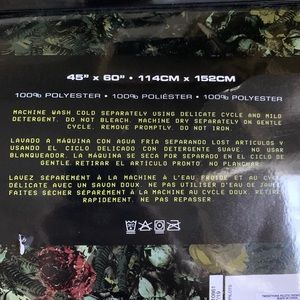 45" x 60" • 114CM x 152CM
100% POLYESTER • 100% POLIÉSTER • 100% POLYESTER
MACHINE WASH COLD SEPARATELY USING DELICATE CYCLE AND MILD
DETERGENT. DO NOT BLEACH. MACHINE DRY SEPARATELY ON GENTLE
CYCLE. REMOVE PROMPTLY. DO NOT IRON.
LAVADO A MÁQUINA CON AGUA FRIA SEPARANDO LOST ARTICULOS Y
USANDO EL CICLO DELICADO CON DETERGENTE SUAVE. NO USAR
BLANQUEADOR. LA MÁQUINA SE SECA POR SEPARADO EN EL CICLO DE
GENTLE. RETIRAR EL ARTICULO PRONTO. NO PLANCHAR.
LAVEZ SÉPARÉMENT À LA MACHINE À L'EAU FROIDE ET AU CYCLE
DÉLICATE AVEC UN SAVON DOUX. NE PAS UTILISER D'EAU DE JAVEL
FAITES SÉCHER SÉPARÉMENT À LA MACHINE AU CYCLE DOUX. RETIRE
RAPIDEMENT. NE PAS REPASSER